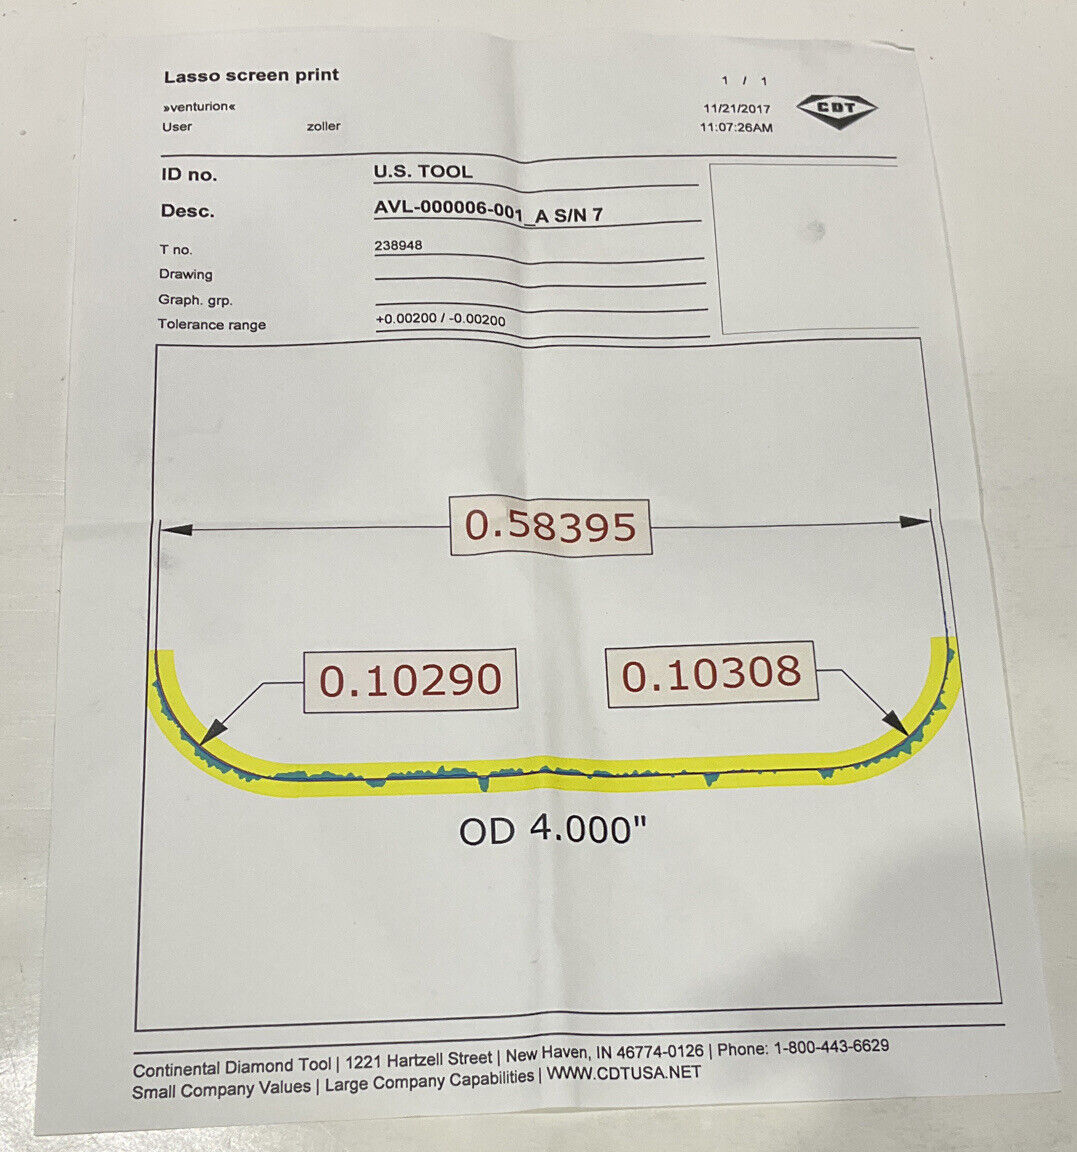 Lasso screen print
1 / 1
»venturion«
11/21/2017
CDT
User zoller
11:07:26AM
ID no. U.S. TOOL
Desc. AVL-000006-001_A S/N 7
T no. 238948
Drawing
Graph. grp.
Tolerance range +0.00200 / -0.00200
0.58395
0.10290 0.10308
OD 4.000"
Continental Diamond Tool | 1221 Hartzell Street | New Haven, IN 46774-0126 | Phone: 1-800-443-6629
Small Company Values | Large Company Capabilities | WWW.CDTUSA.NET